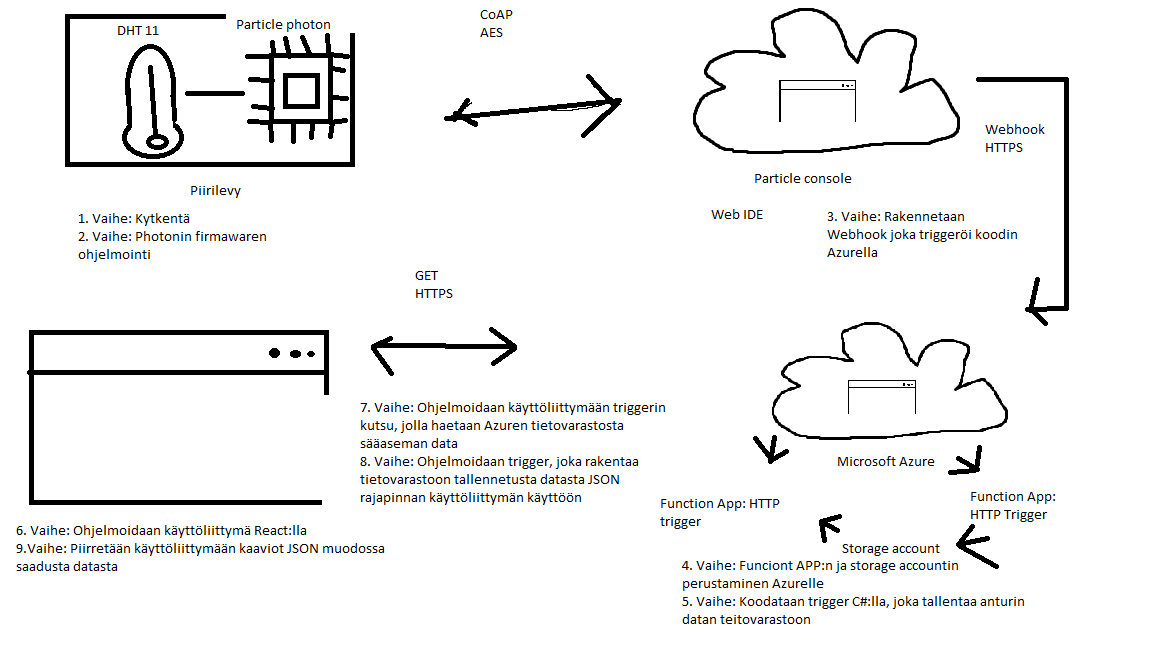 DHT 11
Particle photon
CoAP
AES
Piirilevy
1. Vaihe: Kytkentä
2. Vaihe: Photonin firmawaren
ohjelmointi
Particle console
Webhook
HTTPS
Web IDE
3. Vaihe: Rakennetaan
Webhook joka triggeröi koodin
Azurella
GET
HTTPS
7. Vaihe: Ohjelmoidaan käyttöliittymään triggerin
kutsu, jolla haetaan Azuren tietovarastosta
sääaseman data
8. Vaihe: Ohjelmoidaan trigger, joka rakentaa
tietovarastoon tallennetusta datasta JSON
rajapinnan käyttöliittymän käyttöön
6. Vaihe: Ohjelmoidaan käyttöliittymä React:lla
9.Vaihe: Piirretään käyttöliittymään kaaviot JSON muodossa
saadusta datasta
Microsoft Azure
Function App: HTTP
trigger
Function App:
HTTP Trigger
Storage account
4. Vaihe: Funciont APP:n ja storage accountin
perustaminen Azurelle
5. Vaihe: Koodataan trigger C#:lla, joka tallentaa anturin
datan teitovarastoon